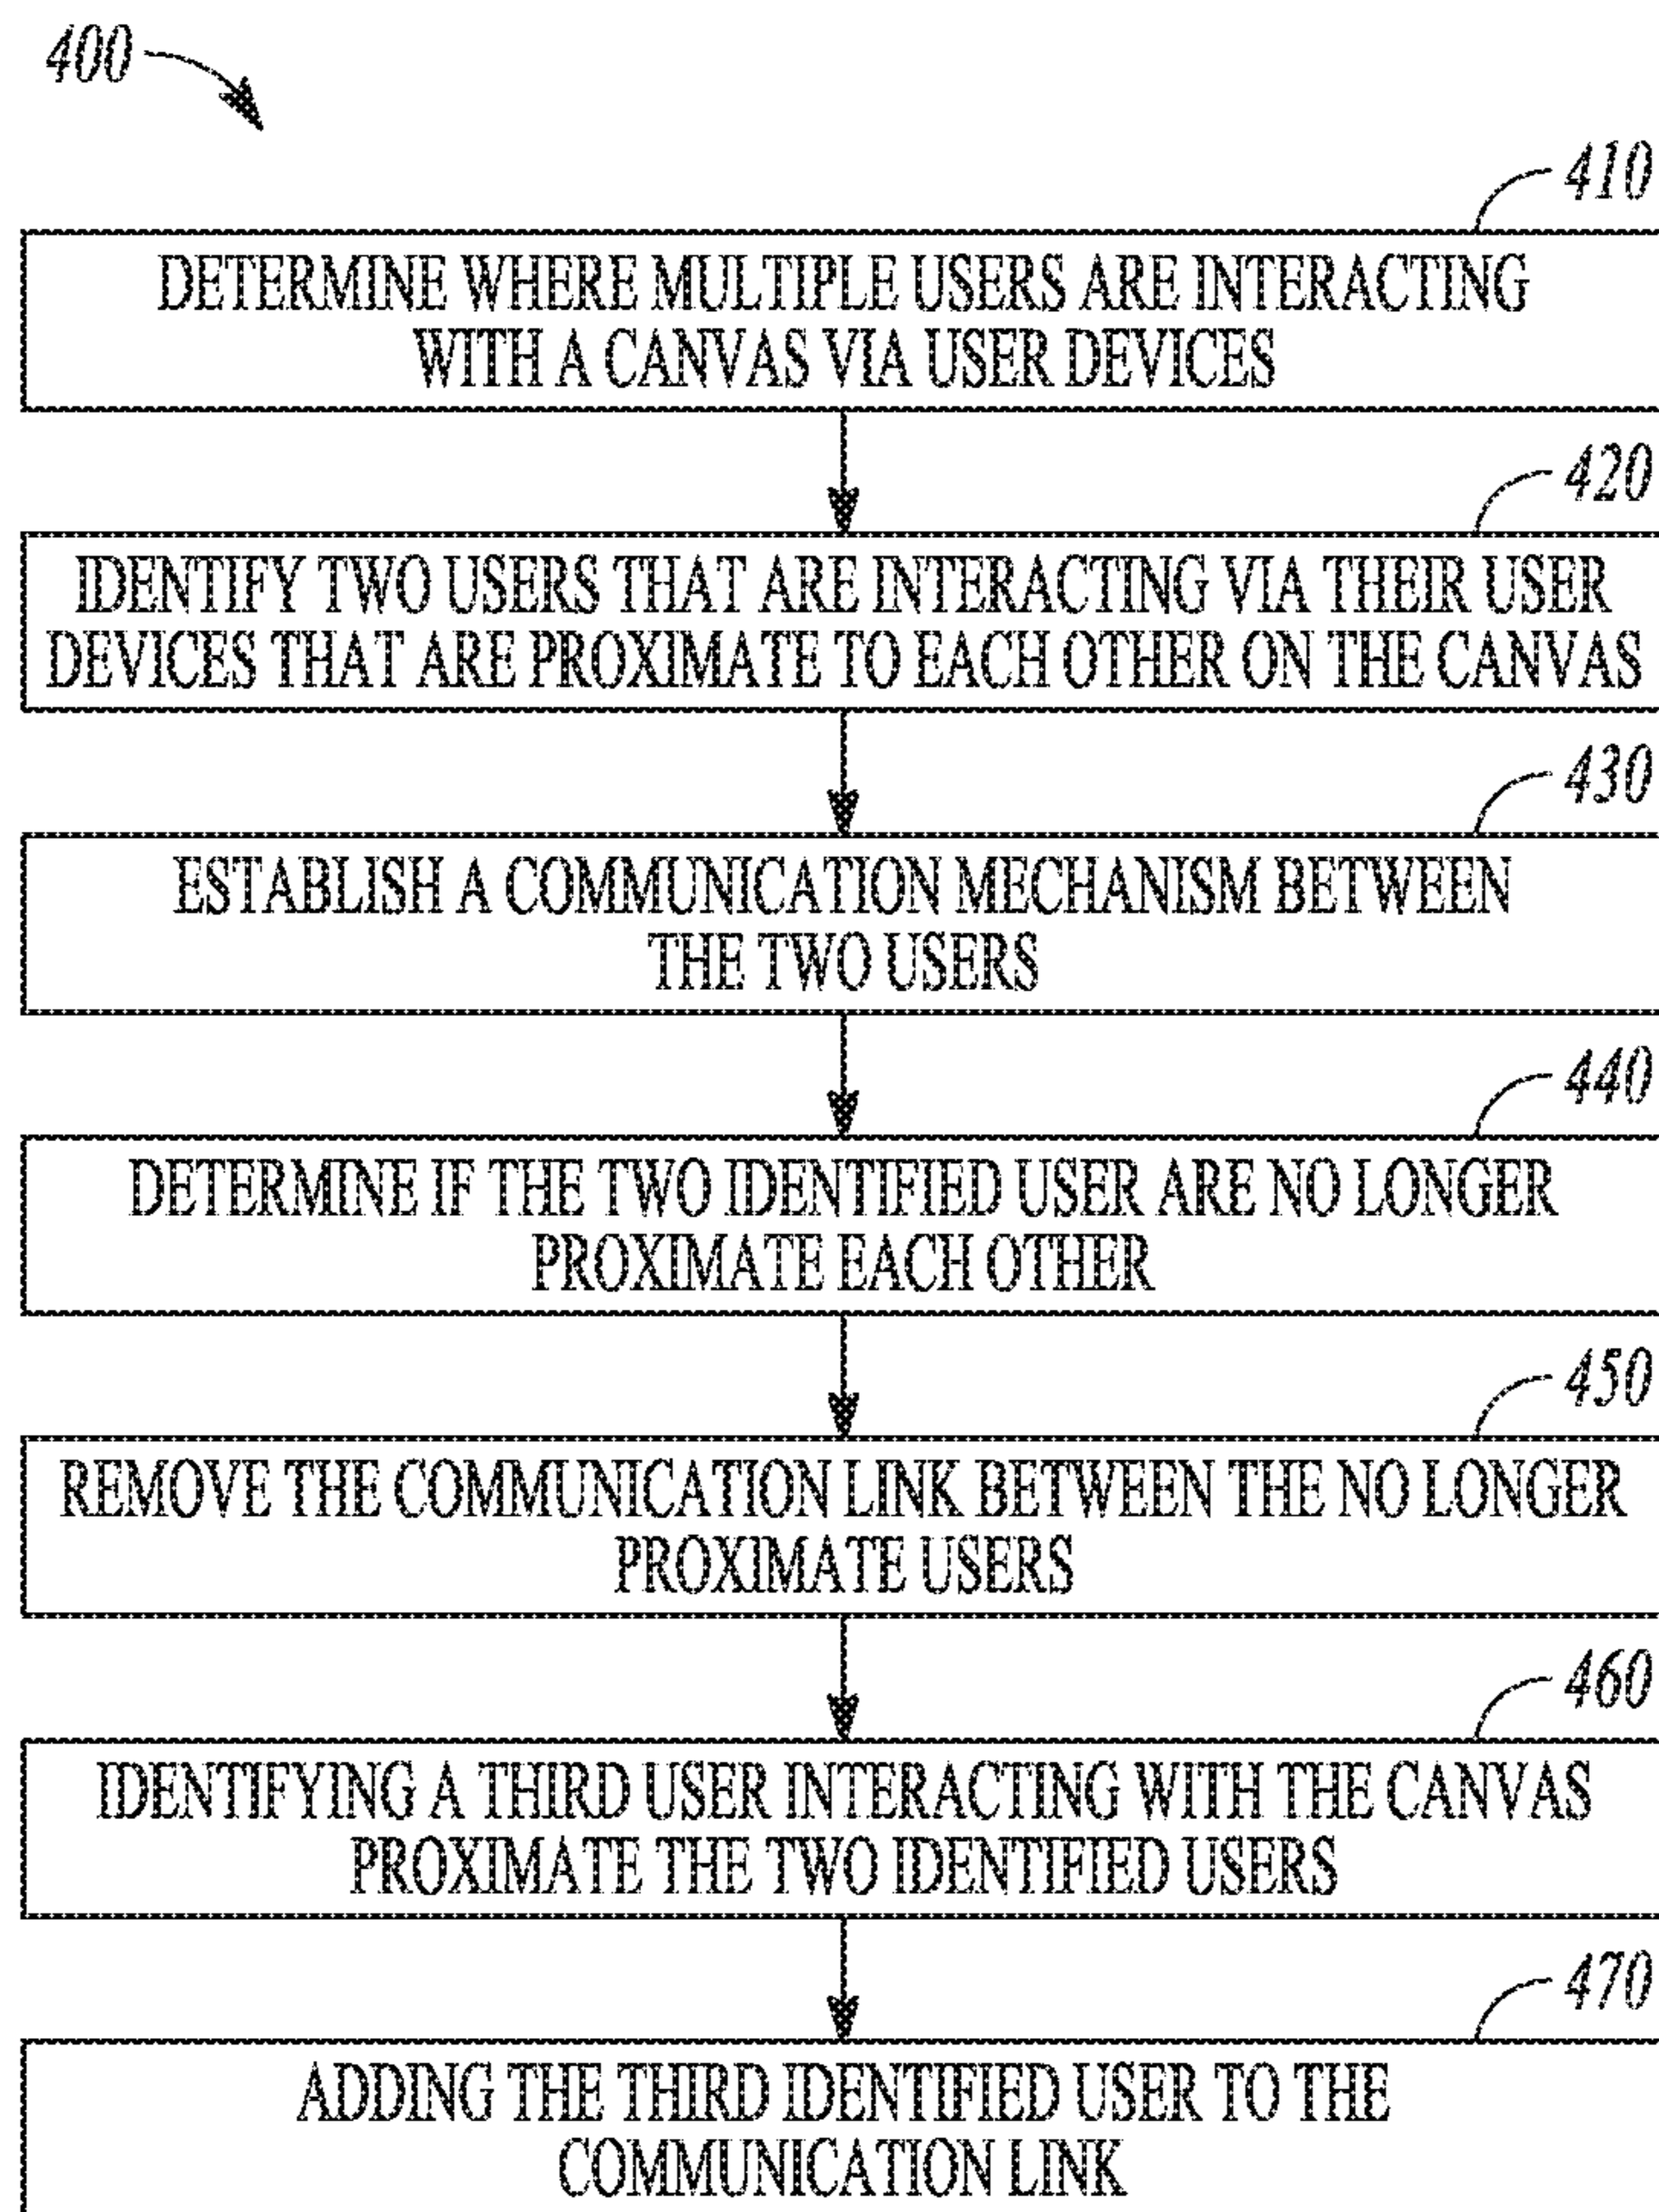 400
410
DETERMINE WHERE MULTIPLE USERS ARE INTERACTING
WITH A CANVAS VIA USER DEVICES
420
IDENTIFY TWO USERS THAT ARE INTERACTING VIA THEIR USER
DEVICES THAT ARE PROXIMATE TO EACH OTHER ON THE CANVAS
430
ESTABLISH A COMMUNICATION MECHANISM BETWEEN
THE TWO USERS
440
DETERMINE IF THE TWO IDENTIFIED USER ARE NO LONGER
PROXIMATE EACH OTHER
450
REMOVE THE COMMUNICATION LINK BETWEEN THE NO LONGER
PROXIMATE USERS
460
IDENTIFYING A THIRD USER INTERACTING WITH THE CANVAS
PROXIMATE THE TWO IDENTIFIED USERS
470
ADDING THE THIRD IDENTIFIED USER TO THE
COMMUNICATION LINK